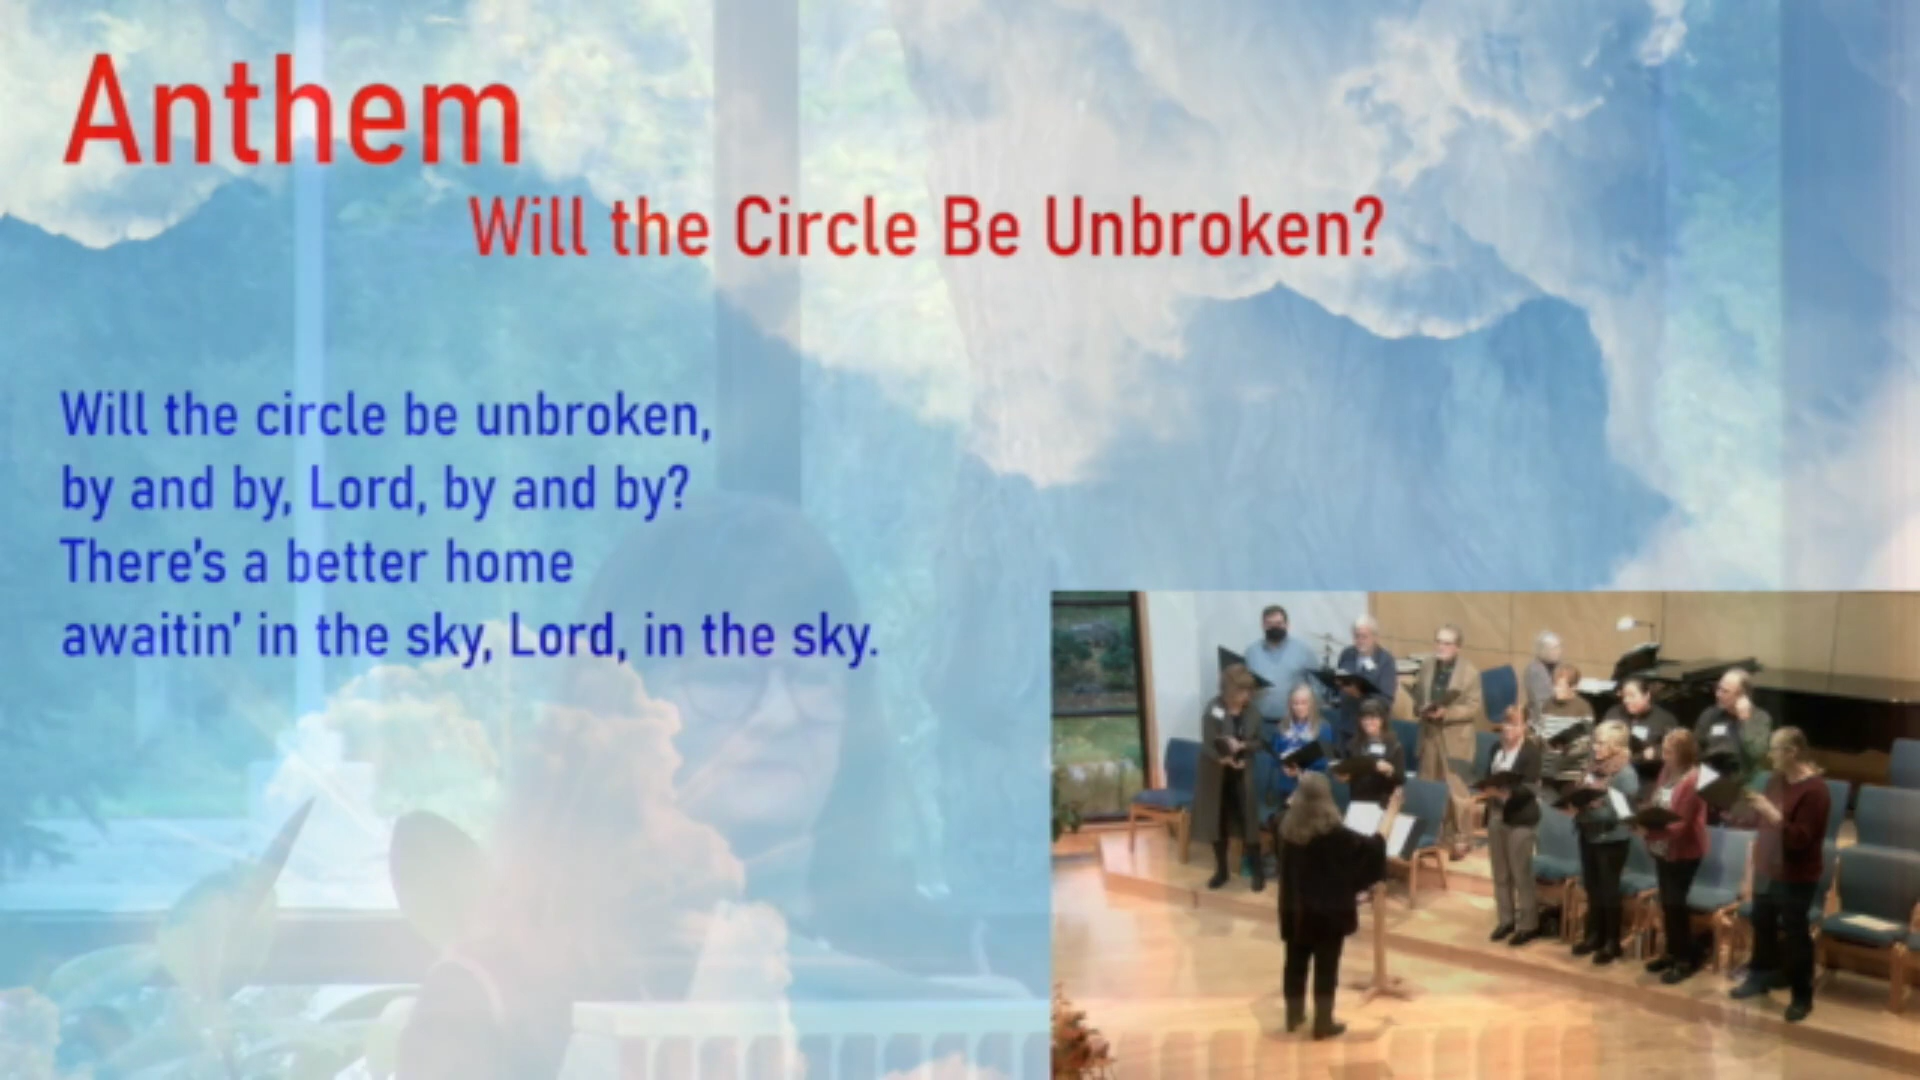 Anthem
Will the Circle Be Unbroken?
Will the circle be unbroken,
by and by, Lord, by and by?
There's a better home
awaitin' in the sky, Lord, in the sky.